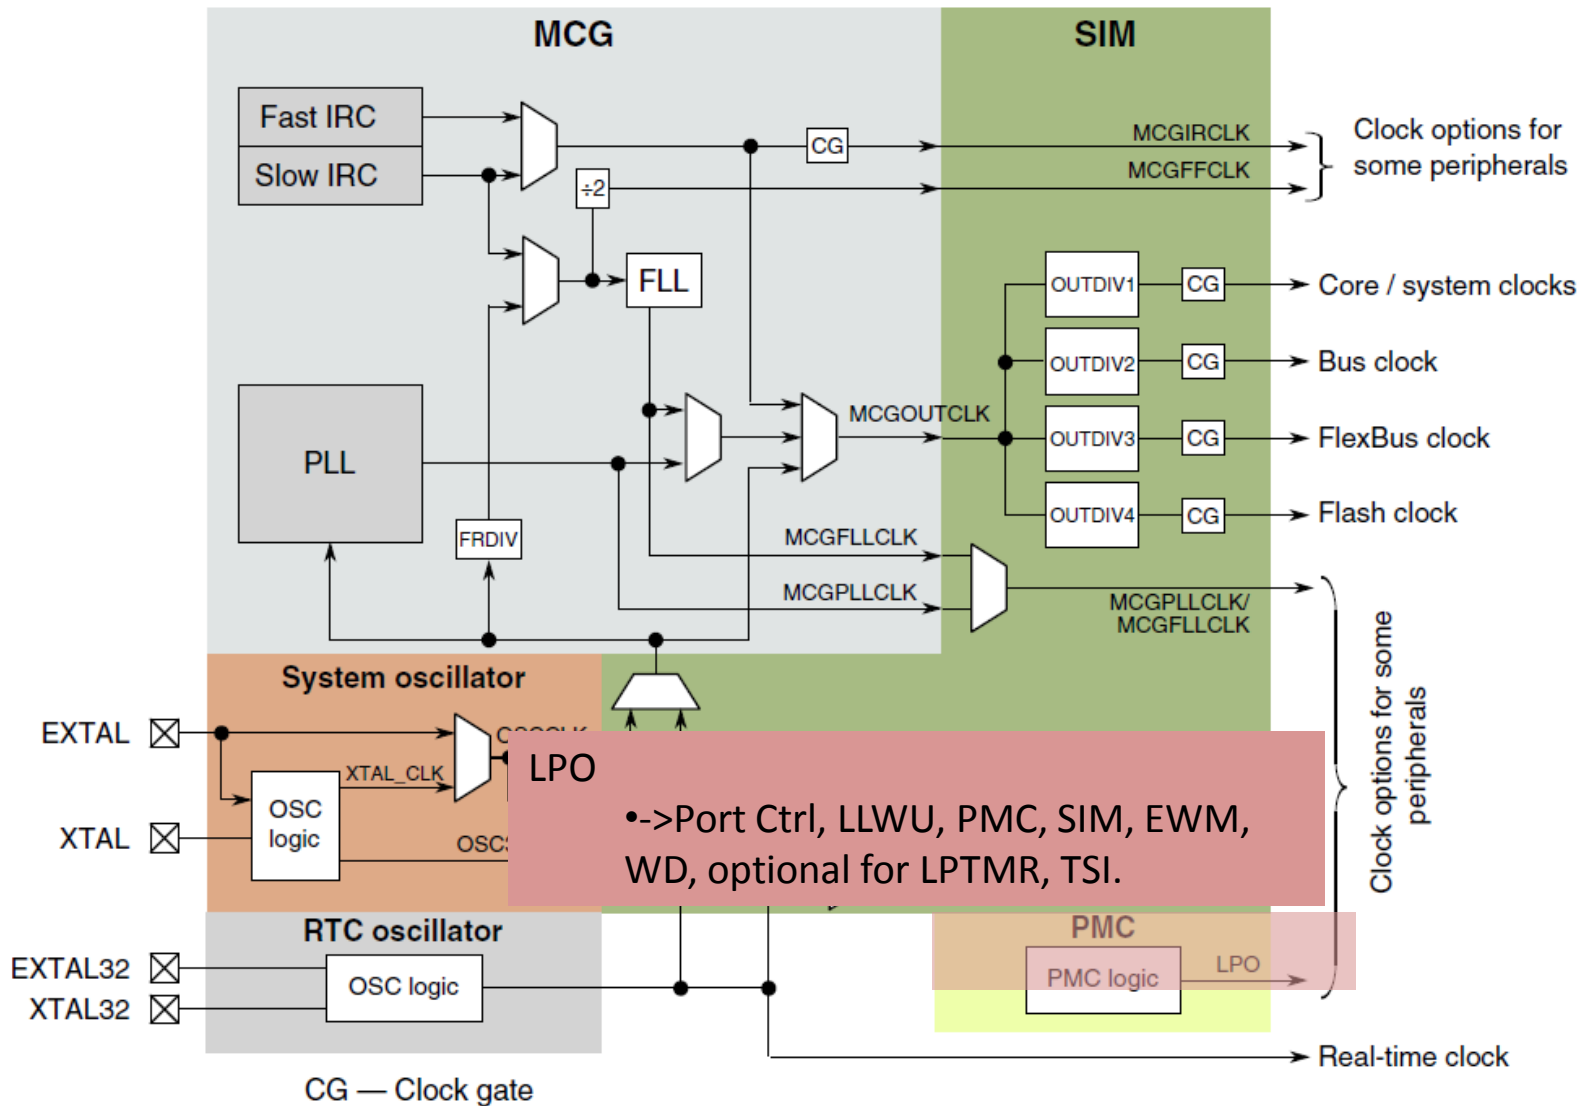 MCG
SIM
Fast IRC
Slow IRC
÷2
CG
MCGIRCLK
MCGFFCLK
Clock options for
some peripherals
FLL
OUTDIV1
CG
Core / system clocks
OUTDIV2
CG
Bus clock
MCGOUTCLK
OUTDIV3
CG
FlexBus clock
PLL
OUTDIV4
CG
Flash clock
FRDIV
MCGFLLCLK
MCGPLLCLK
MCGPLLCLK/
MCGFLLCLK
Clock options for some
peripherals
System oscillator
EXTAL
XTAL_CLK
OSC
logic
XTAL
LPO
•->Port Ctrl, LLWU, PMC, SIM, EWM,
WD, optional for LPTMR, TSI.
RTC oscillator
PMC
EXTAL32
XTAL32
OSC logic
PMC logic
LPO
Real-time clock
CG — Clock gate